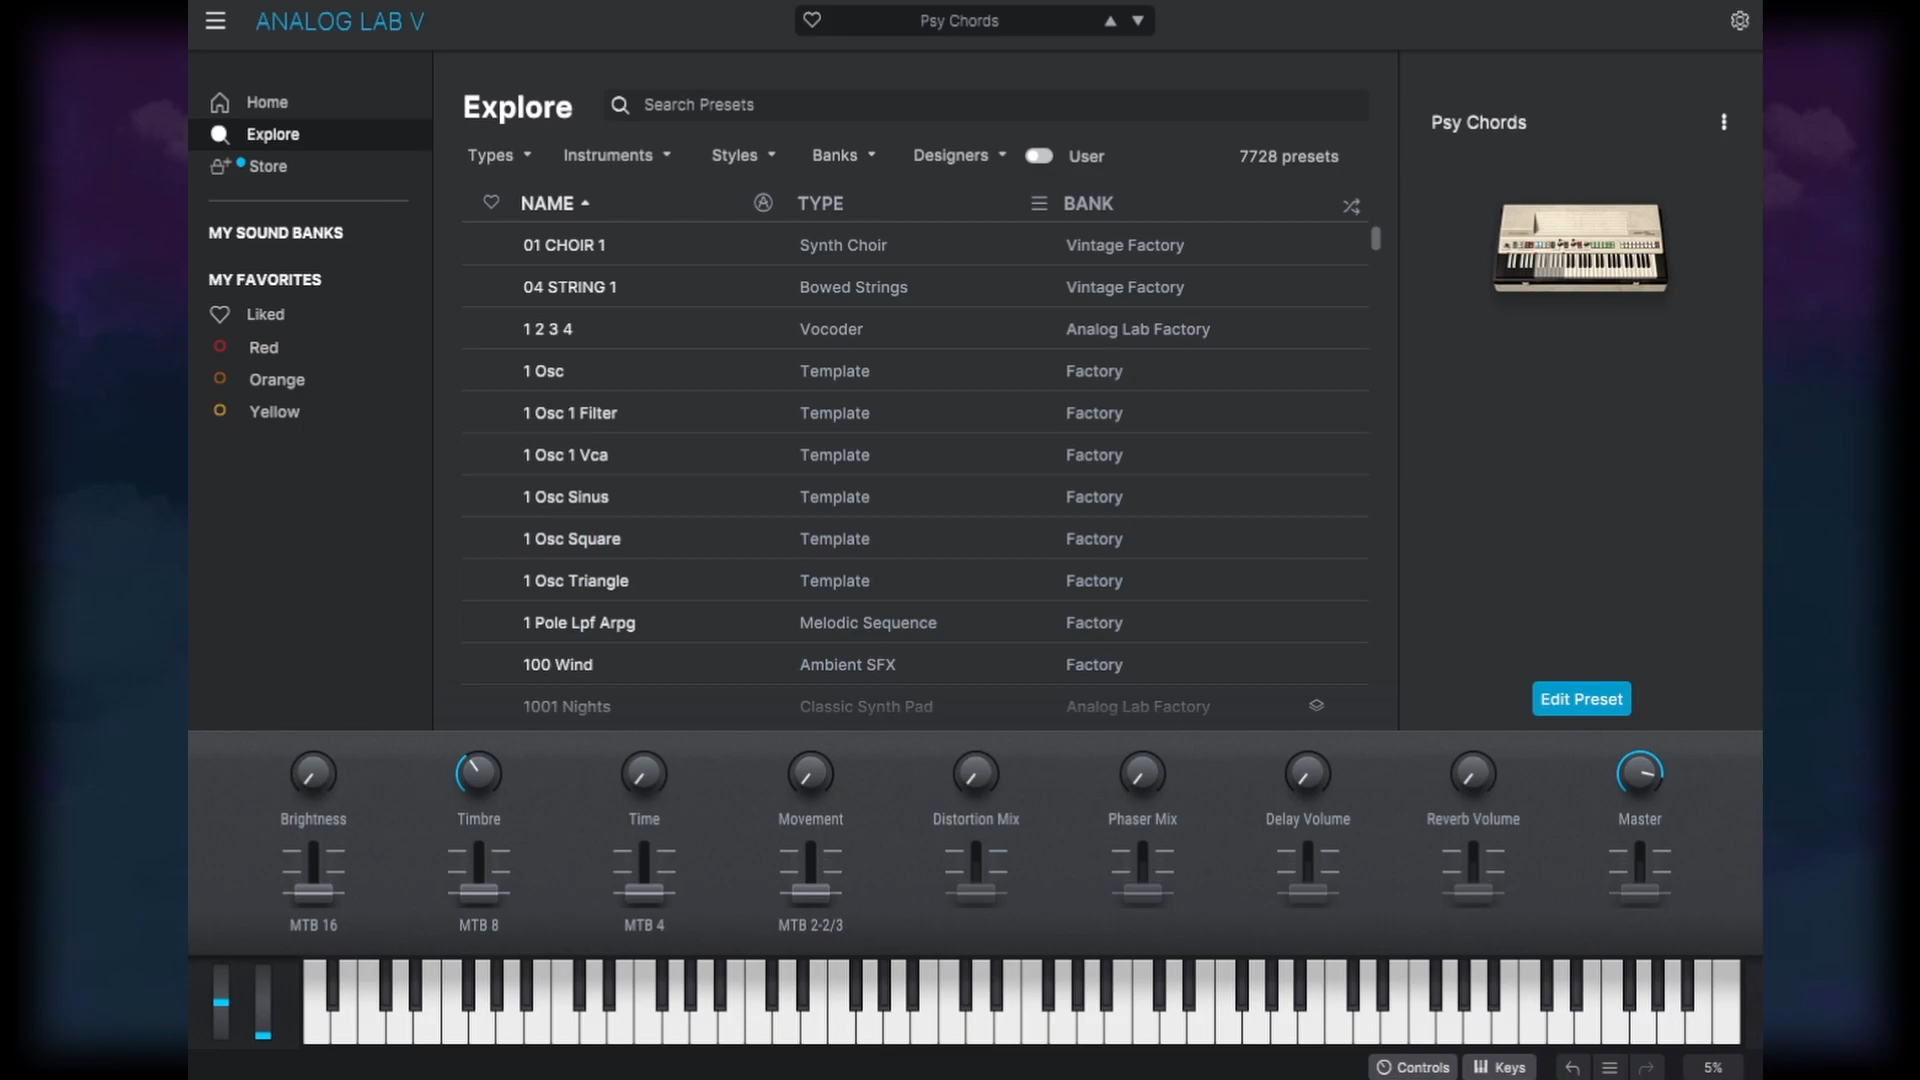 ANALOG LAB V
Psy Chords
Home
Explore
Store
MY SOUND BANKS
MY FAVORITES
Liked
Red
Orange
Yellow
Explore
Search Presets
Types Instruments Styles Banks Designers User 7728 presets
NAME TYPE BANK
01 CHOIR 1 Synth Choir Vintage Factory
04 STRING 1 Bowed Strings Vintage Factory
1 2 3 4 Vocoder Analog Lab Factory
1 Osc Template Factory
1 Osc 1 Filter Template Factory
1 Osc 1 Vca Template Factory
1 Osc Sinus Template Factory
1 Osc Square Template Factory
1 Osc Triangle Template Factory
1 Pole Lpf Arpg Melodic Sequence Factory
100 Wind Ambient SFX Factory
1001 Nights Classic Synth Pad Analog Lab Factory
Psy Chords
Edit Preset
Brightness Timbre Time Movement Distortion Mix Phaser Mix Delay Volume Reverb Volume Master
MTB 16 MTB 8 MTB 4 MTB 2-2/3
Controls Keys 5%